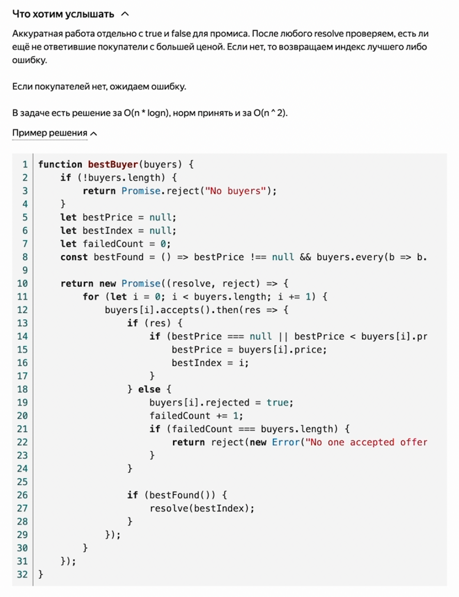 Что хотим услышать
Аккуратная работа отдельно с true и false для промиса. После любого resolve проверяем, есть ли
ещё не ответившие покупатели с большей ценой. Если нет, то возвращаем индекс лучшего либо
ошибку.
Если покупателей нет, ожидаем ошибку.
В задаче есть решение за O(n * logn), норм принять и за O(n ^ 2).
Пример решения
1 function bestBuyer(buyers) {
2     if (!buyers.length) {
3         return Promise.reject("No buyers");
4     }
5     let bestPrice = null;
6     let bestIndex = null;
7     let failedCount = 0;
8     const bestFound = () => bestPrice !== null && buyers.every(b => b.
9
10     return new Promise((resolve, reject) => {
11         for (let i = 0; i < buyers.length; i += 1) {
12             buyers[i].accepts().then(res => {
13                 if (res) {
14                     if (bestPrice === null || bestPrice < buyers[i].pr
15                         bestPrice = buyers[i].price;
16                         bestIndex = i;
17                     }
18                 } else {
19                     buyers[i].rejected = true;
20                     failedCount += 1;
21                     if (failedCount === buyers.length) {
22                         return reject(new Error("No one accepted offer
23                     }
24                 }
25
26                 if (bestFound()) {
27                     resolve(bestIndex);
28                 }
29             });
30         }
31     });
32 }